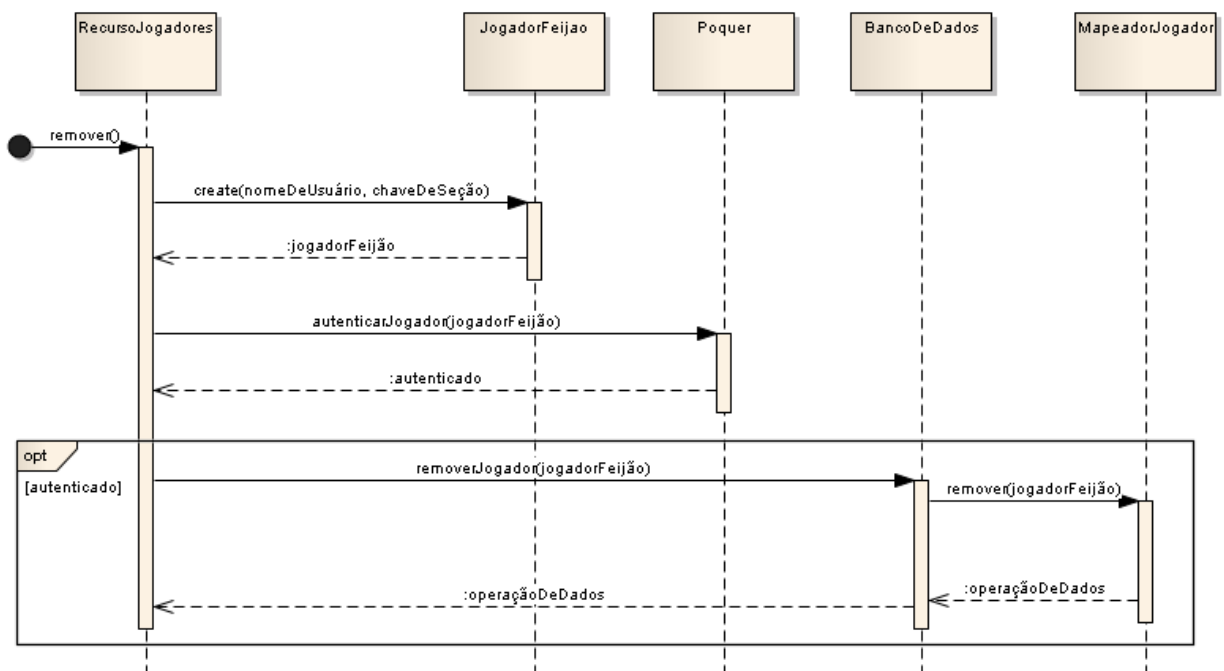 RecursoJogadores
JogadorFeijao
Poquer
BancoDeDados
MapeadorJogador
remover()
create(nomeDeUsuário, chaveDeSeção)
:jogadorFeijão
autenticarJogador(jogadorFeijão)
:autenticado
opt
[autenticado]
removerJogador(jogadorFeijão)
remover(jogadorFeijão)
:operaçãoDeDados
:operaçãoDeDados